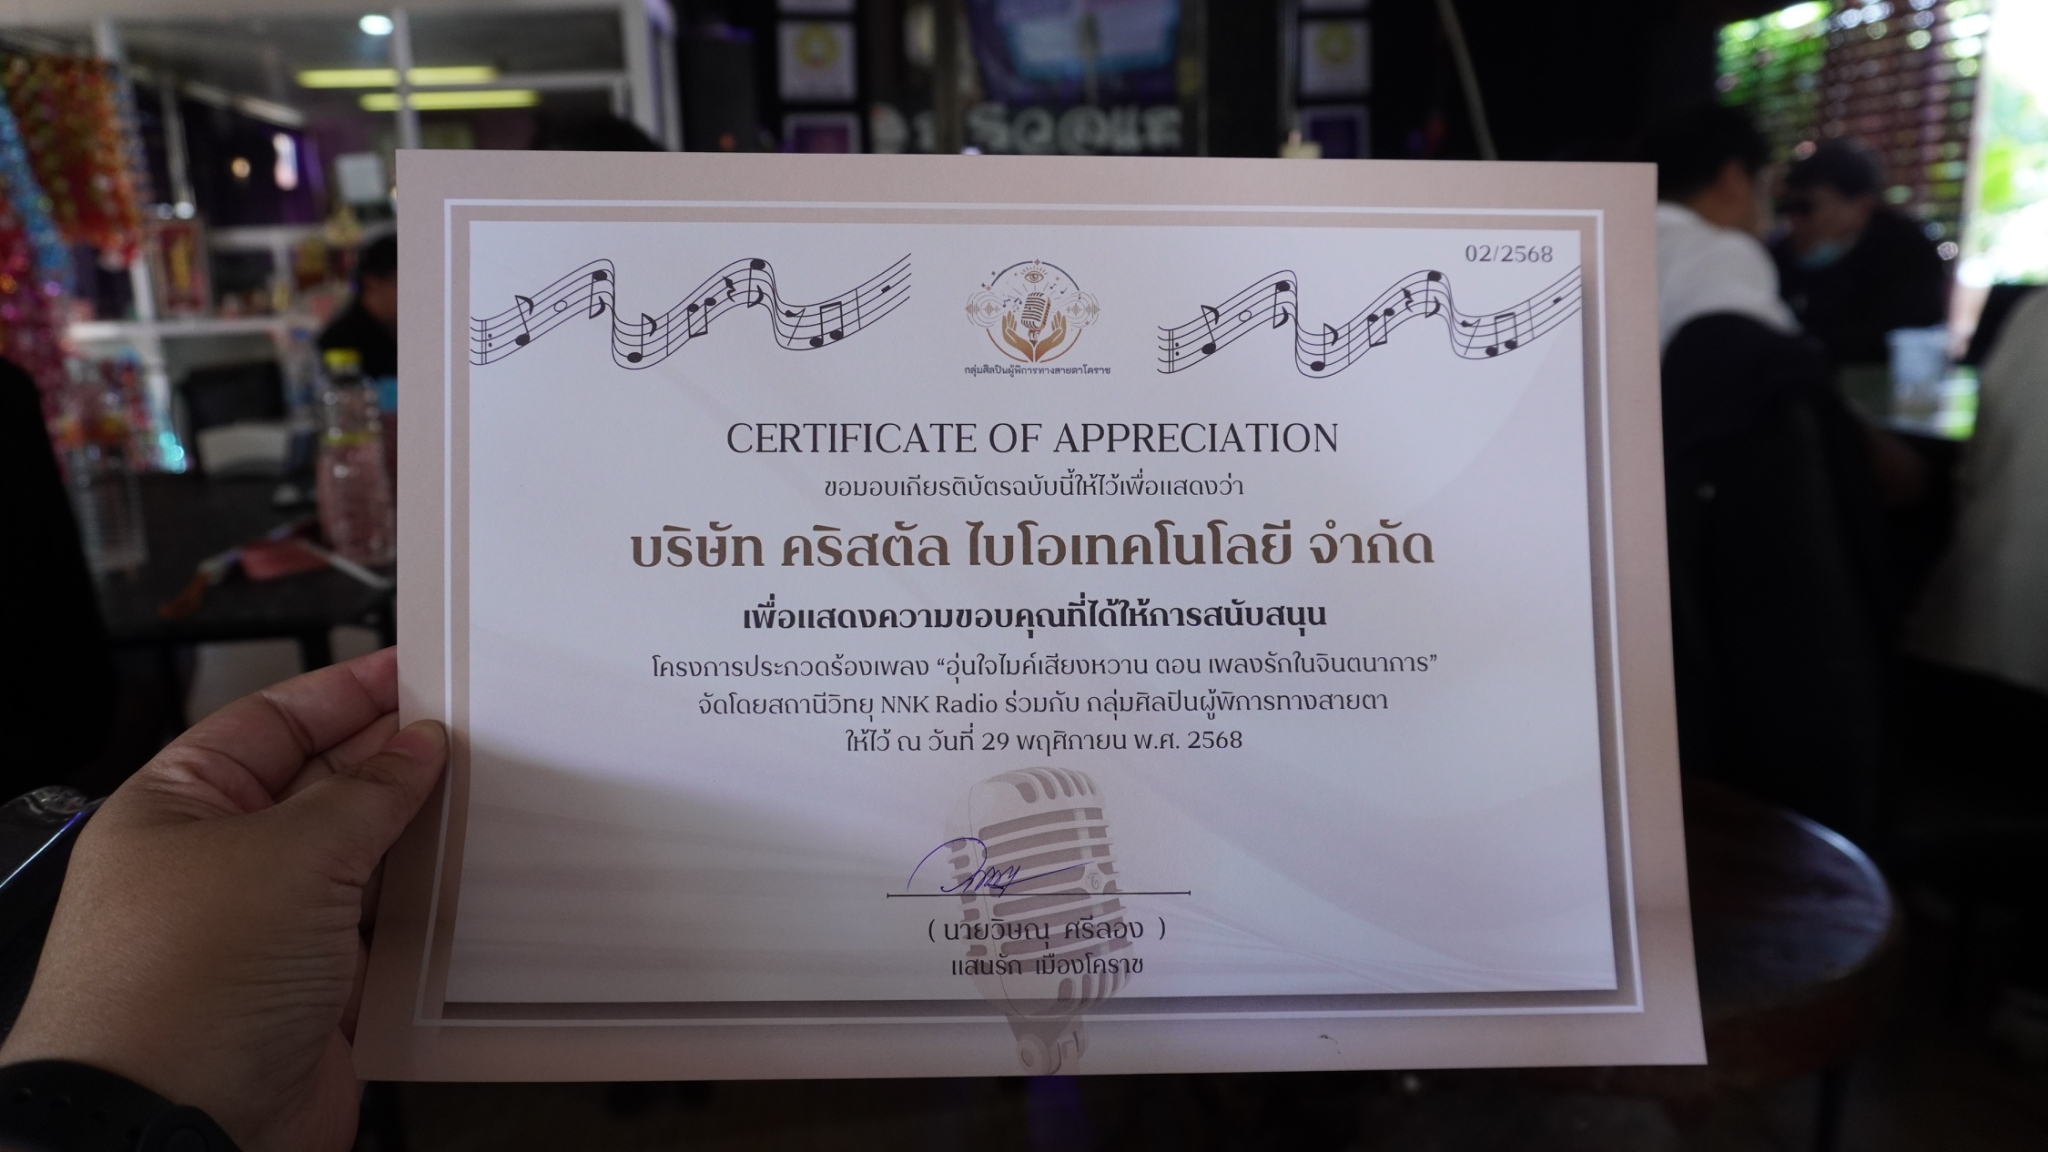 02/2568
กลุ่มศิลปินผู้พิการทางสายตาโคราช
CERTIFICATE OF APPRECIATION
ขอมอบเกียรติบัตรฉบับนี้ให้ไว้เพื่อแสดงว่า
บริษัท คริสตัล ไบโอเทคโนโลยี จำกัด
เพื่อแสดงความขอบคุณที่ได้ให้การสนับสนุน
โครงการประกวดร้องเพลง “อุ่นใจไมค์เสียงหวาน ตอน เพลงรักในจินตนาการ”
จัดโดยสถานีวิทยุ NNK Radio ร่วมกับ กลุ่มศิลปินผู้พิการทางสายตา
ให้ไว้ ณ วันที่ 29 พฤศิกายน พ.ศ. 2568
( นายวิษณุ ศรีลอง )
แสนรัก เมืองโคราช